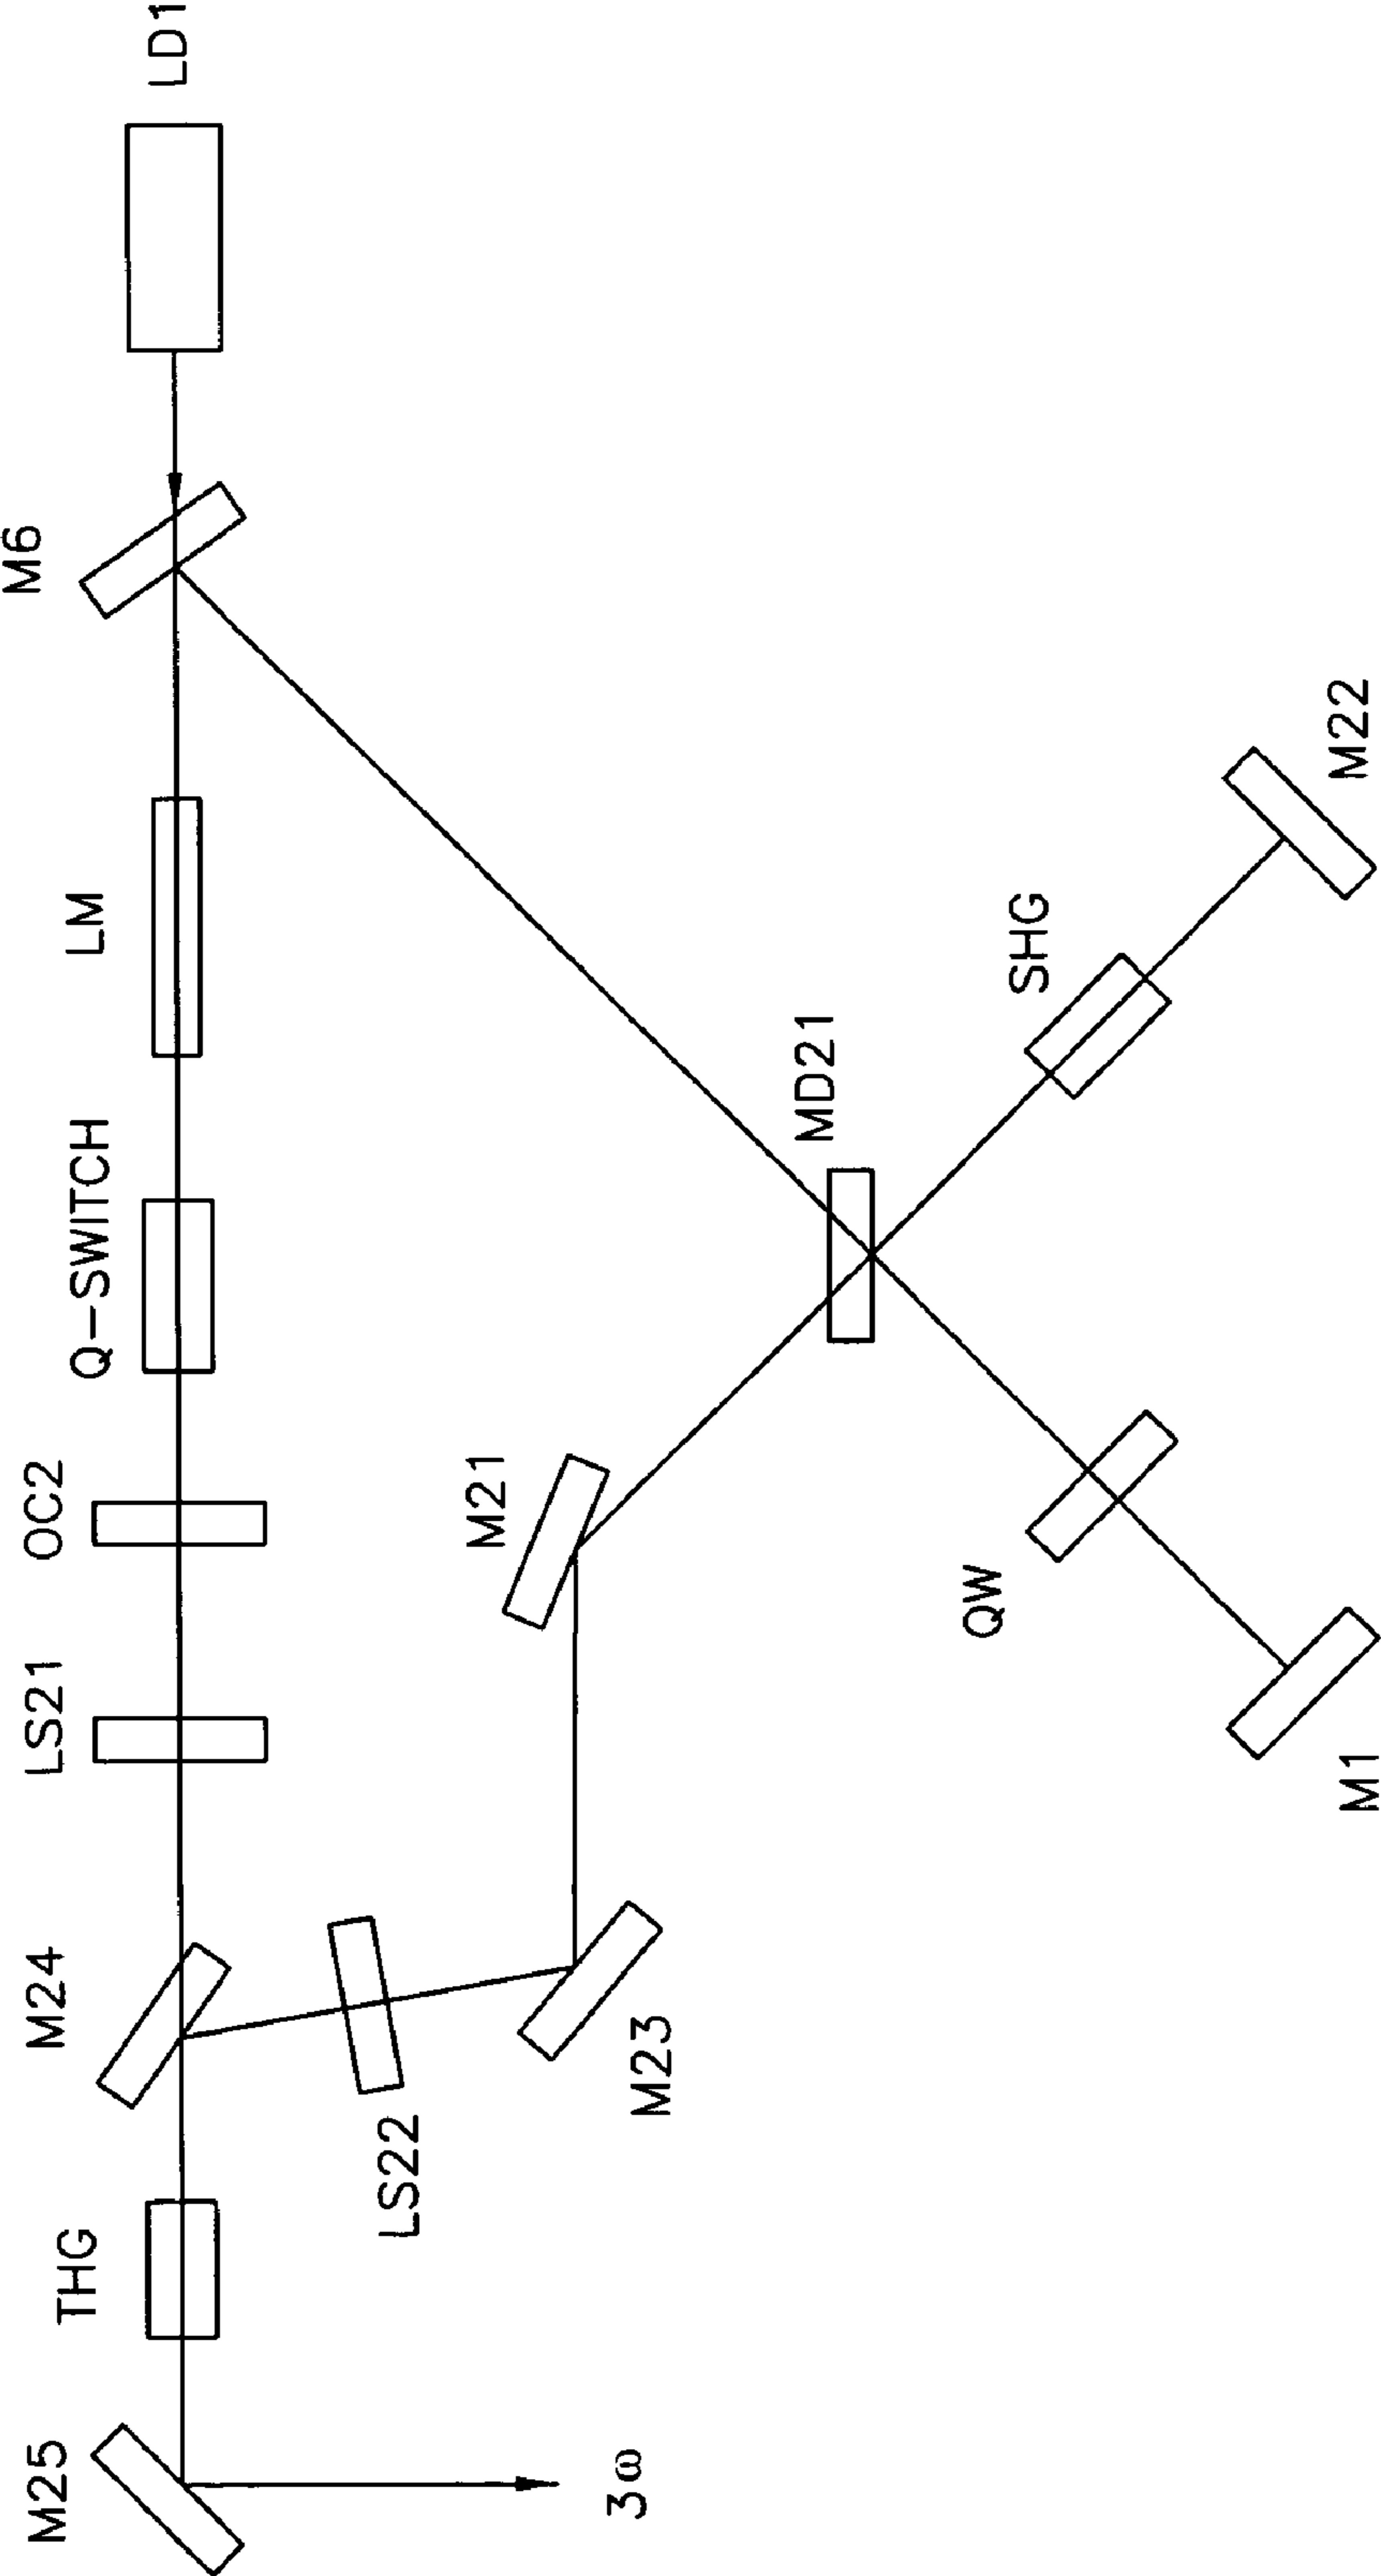 LD1
M6
LM
Q-SWITCH
OC2
LS21
M24
THG
M25
M22
SHG
MD21
M21
QW
M1
M23
LS22
3ω